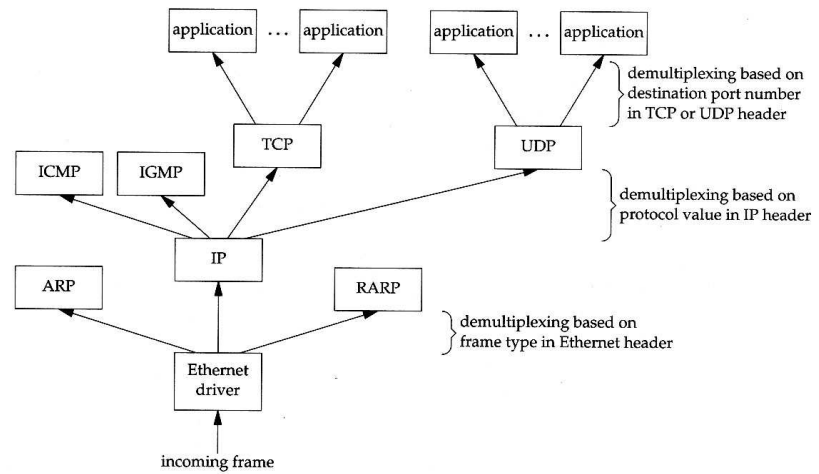 application ... application
application ... application
demultiplexing based on
destination port number
in TCP or UDP header
TCP
UDP
ICMP
IGMP
demultiplexing based on
protocol value in IP header
IP
ARP
RARP
demultiplexing based on
frame type in Ethernet header
Ethernet
driver
incoming frame